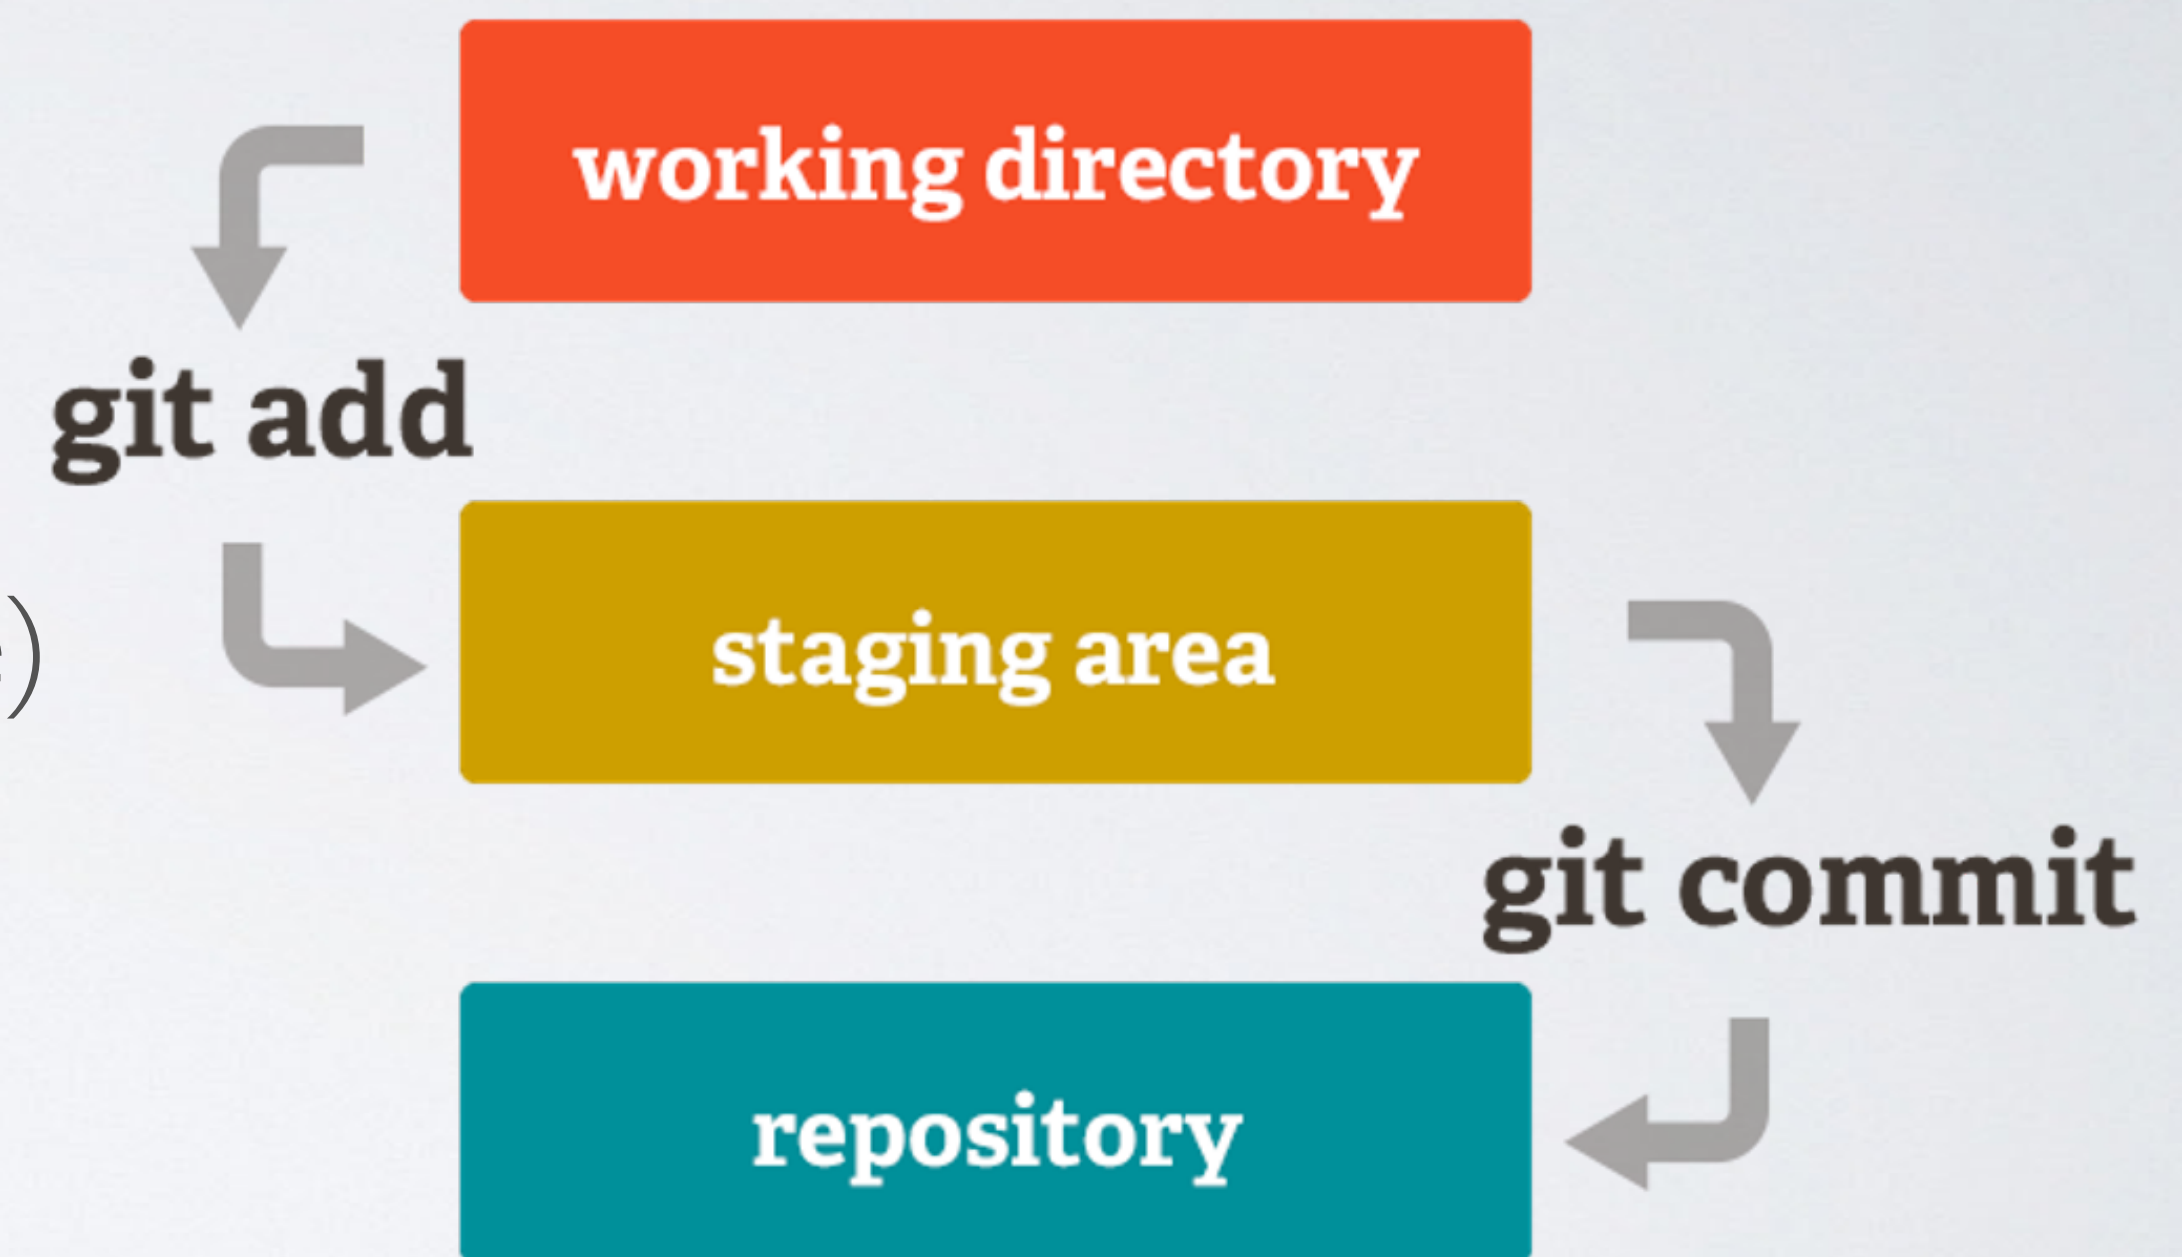 working directory
git add
)
staging area
git commit
repository